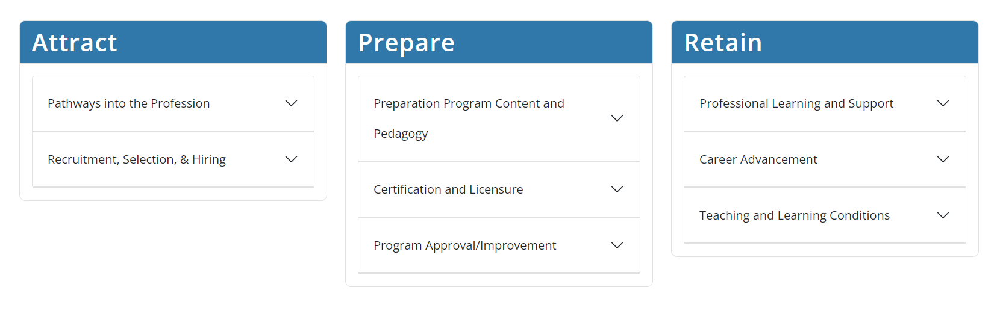 Attract
Pathways into the Profession
Recruitment, Selection, & Hiring
Prepare
Preparation Program Content and
Pedagogy
Certification and Licensure
Program Approval/Improvement
Retain
Professional Learning and Support
Career Advancement
Teaching and Learning Conditions